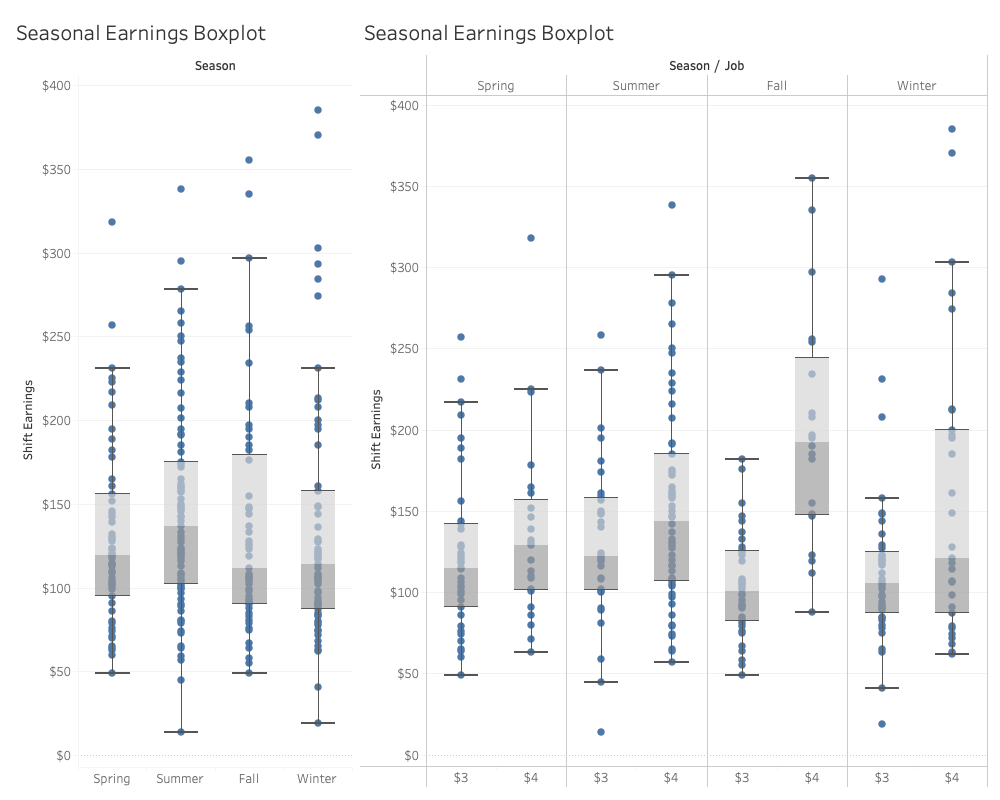 Seasonal Earnings Boxplot
Season
$400
$350
$300
$250
$200
$150
$100
$50
$0
Shift Earnings
Spring Summer Fall Winter
Seasonal Earnings Boxplot
Season / Job
Spring Summer Fall Winter
$400
$350
$300
$250
$200
$150
$100
$50
$0
Shift Earnings
$3 $4 $3 $4 $3 $4 $3 $4